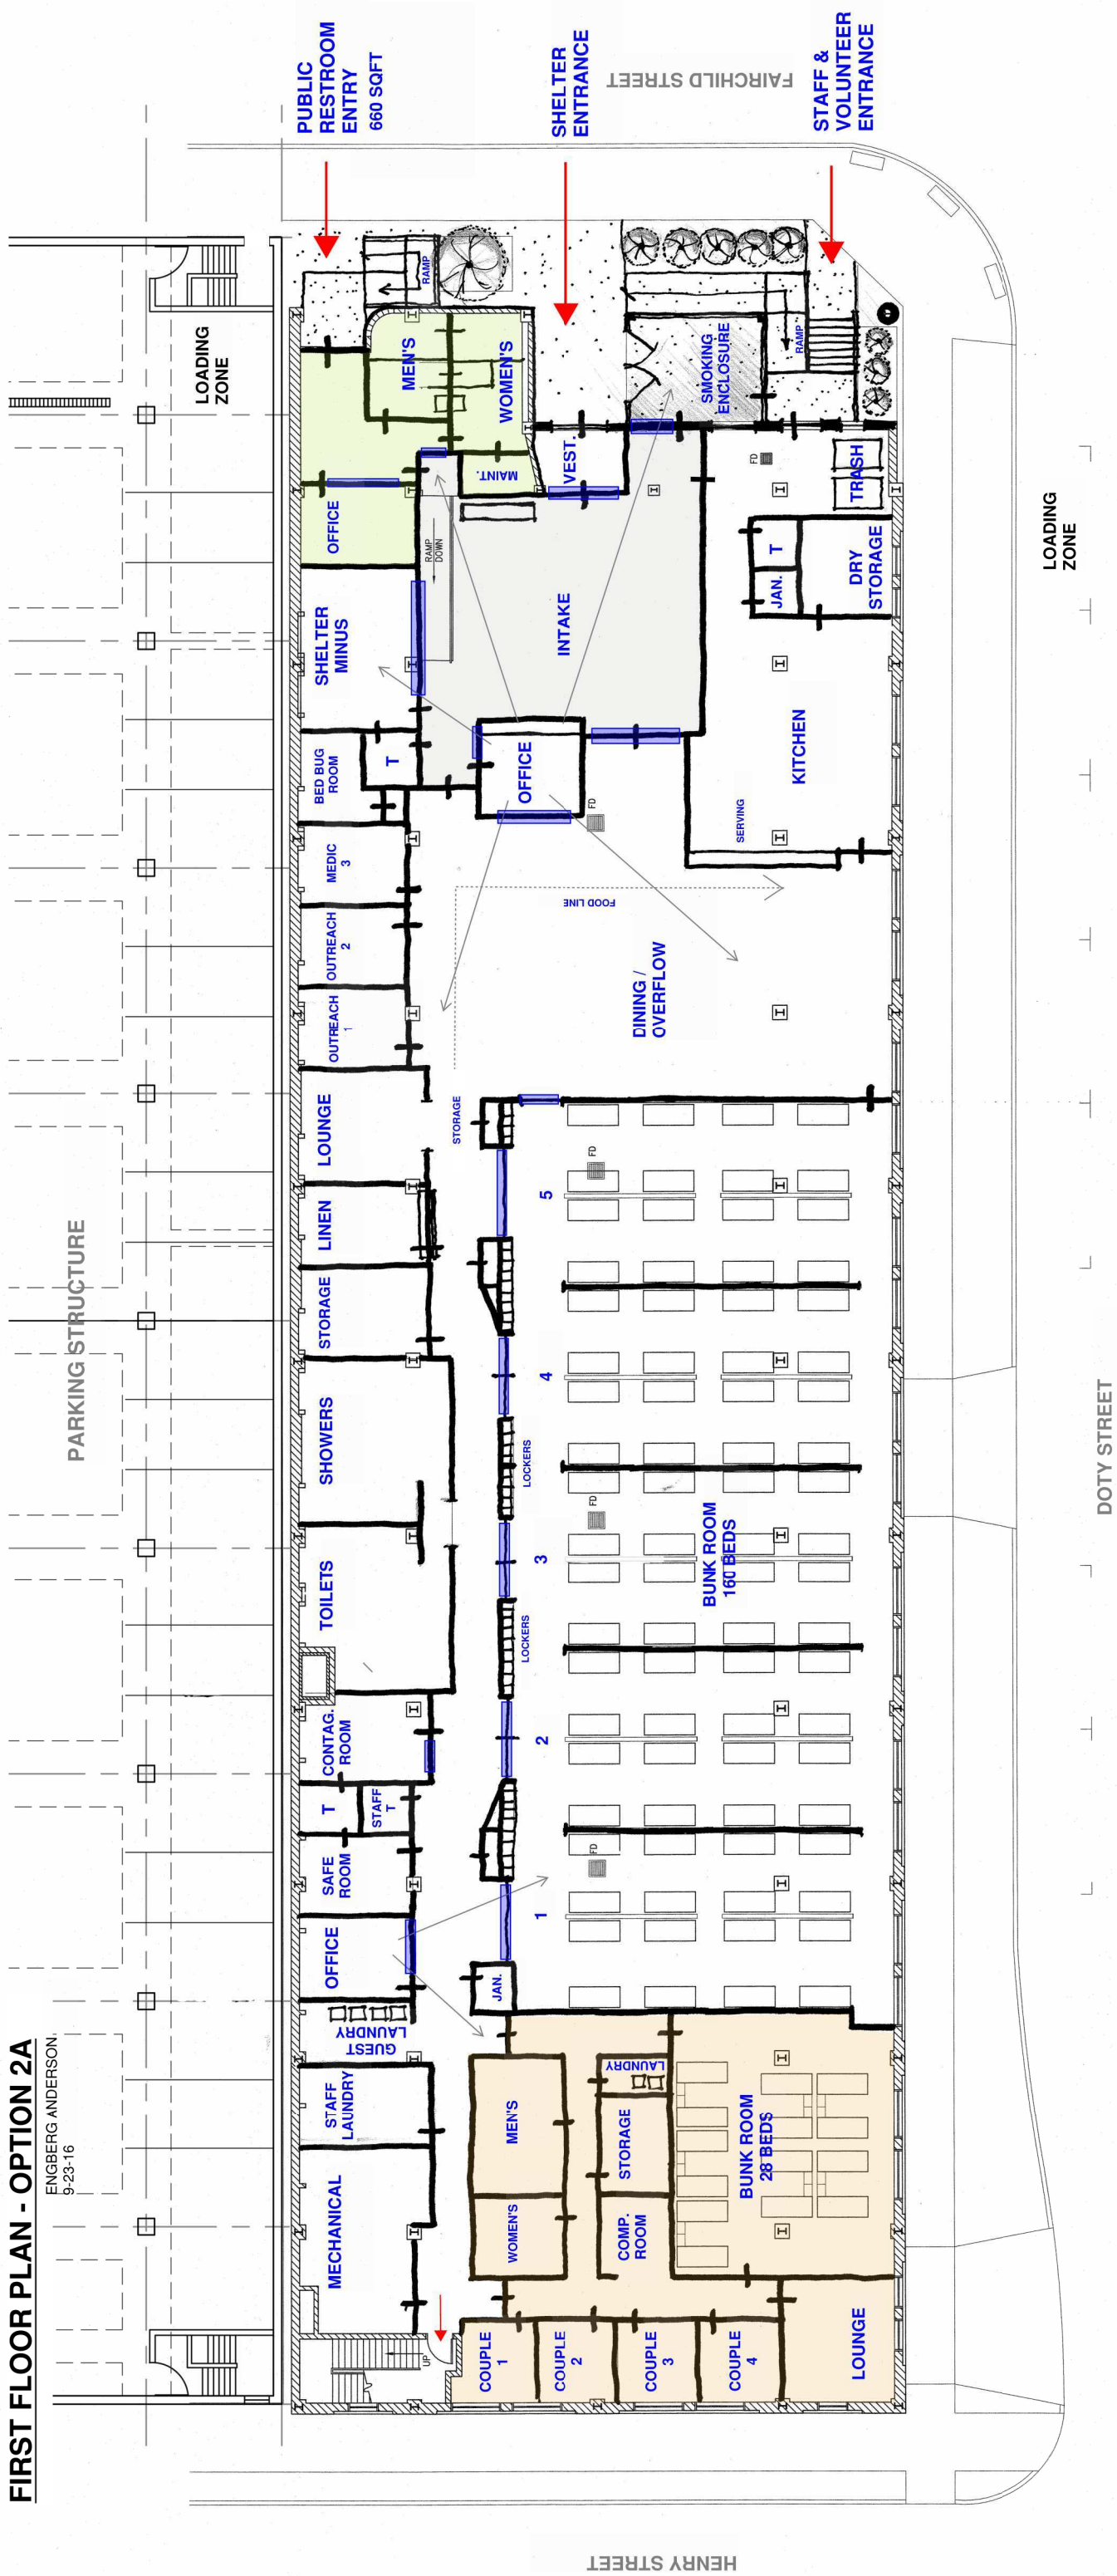 FIRST FLOOR PLAN - OPTION 2A
ENGBERG ANDERSON
9-23-16
PARKING STRUCTURE
LOADING
ZONE
PUBLIC
RESTROOM
ENTRY
660 SQFT
SHELTER
ENTRANCE
STAFF &
VOLUNTEER
ENTRANCE
FAIRCHILD STREET
MECHANICAL
STAFF
LAUNDRY
GUEST
LAUNDRY
OFFICE
SAFE
ROOM
T
STAFF
T
CONTAG.
ROOM
TOILETS
SHOWERS
STORAGE
LINEN
LOUNGE
OUTREACH
1
OUTREACH
2
MEDIC
3
BED BUG
ROOM
T
SHELTER
MINUS
OFFICE
MEN'S
WOMEN'S
MAINT.
VEST.
RAMP
RAMP
DOWN
INTAKE
OFFICE
SMOKING
ENCLOSURE
RAMP
UP
JAN.
STORAGE
LOCKERS
LOCKERS
1
2
3
4
5
FD
FD
FD
FD
FD
FOOD LINE
DINING /
OVERFLOW
SERVING
KITCHEN
JAN.
T
DRY
STORAGE
TRASH
BUNK ROOM
160 BEDS
MEN'S
WOMEN'S
LAUNDRY
STORAGE
COMP.
ROOM
BUNK ROOM
28 BEDS
COUPLE
1
COUPLE
2
COUPLE
3
COUPLE
4
LOUNGE
LOADING
ZONE
DOTY STREET
HENRY STREET